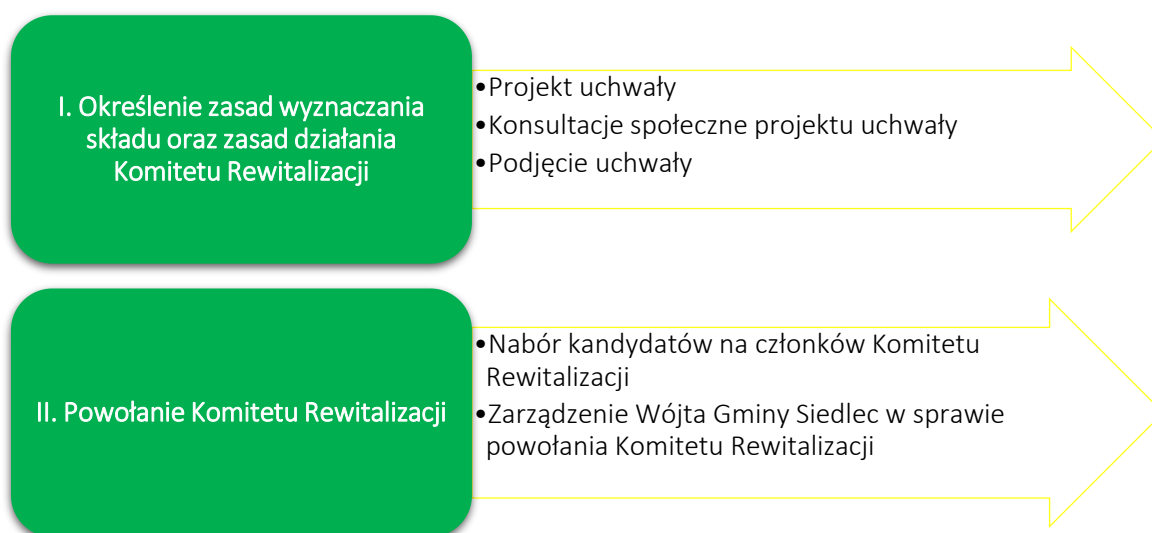 I. Określenie zasad wyznaczania
składu oraz zasad działania
Komitetu Rewitalizacji
•Projekt uchwały
•Konsultacje społeczne projektu uchwały
•Podjęcie uchwały
II. Powołanie Komitetu Rewitalizacji
•Nabór kandydatów na członków Komitetu
Rewitalizacji
•Zarządzenie Wójta Gminy Siedlec w sprawie
powołania Komitetu Rewitalizacji